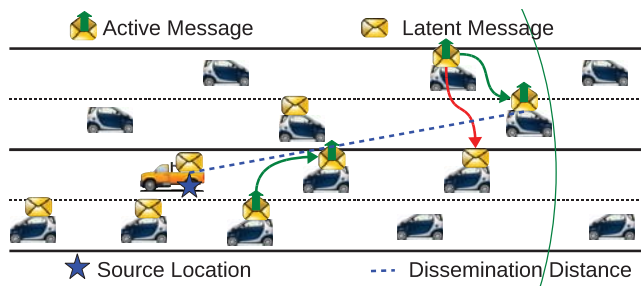 Active Message
Latent Message
Source Location
Dissemination Distance